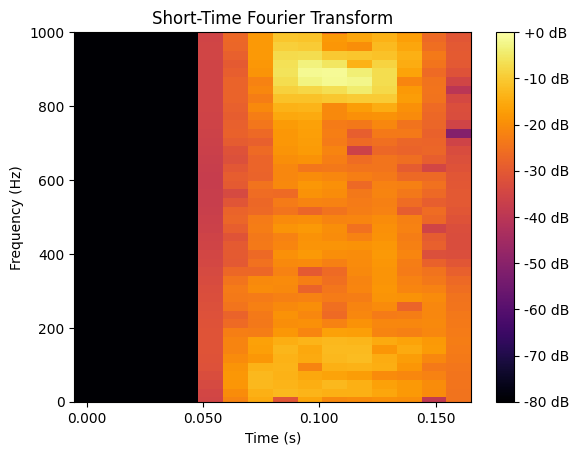 Short-Time Fourier Transform
1000
800
600
400
200
0
Frequency (Hz)
0.000
0.050
0.100
0.150
Time (s)
+0 dB
-10 dB
-20 dB
-30 dB
-40 dB
-50 dB
-60 dB
-70 dB
-80 dB